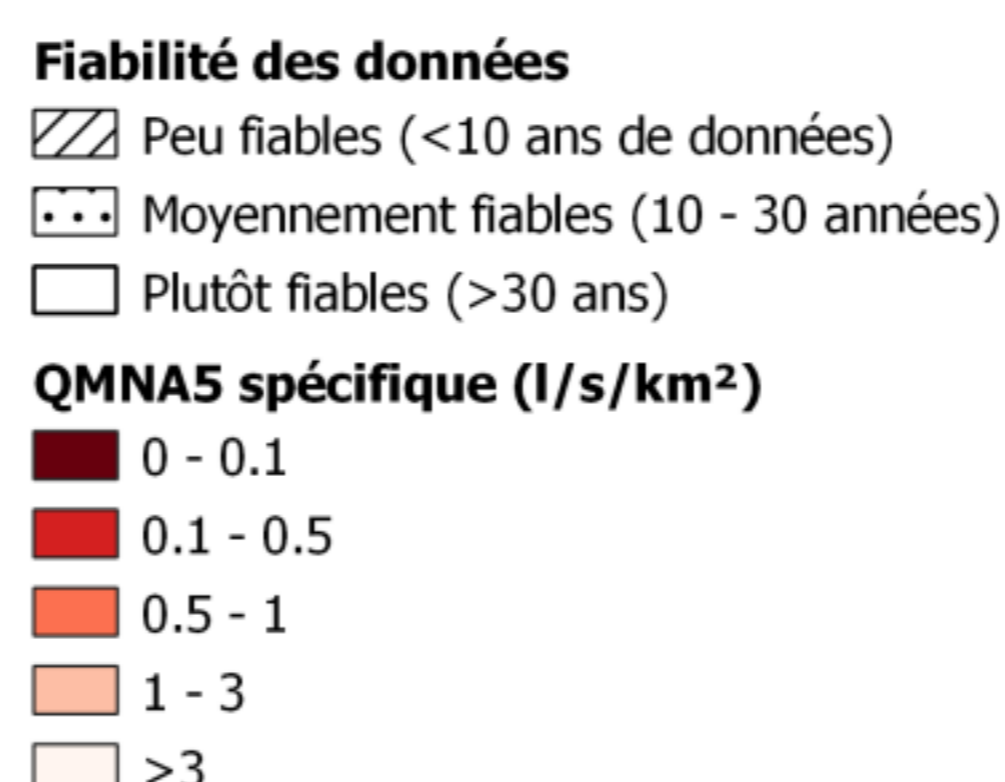 Fiabilité des données
Peu fiables (<10 ans de données)
Moyennement fiables (10 - 30 années)
Plutôt fiables (>30 ans)
QMNA5 spécifique (l/s/km²)
0 - 0.1
0.1 - 0.5
0.5 - 1
1 - 3
>3